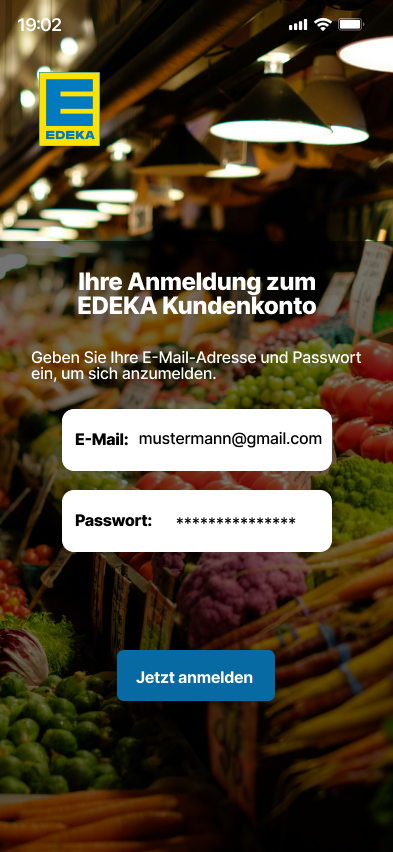 19:02
E
EDEKA
Ihre Anmeldung zum
EDEKA Kundenkonto
Geben Sie Ihre E-Mail-Adresse und Passwort
ein, um sich anzumelden.
E-Mail: mustermann@gmail.com
Passwort: ***************
Jetzt anmelden